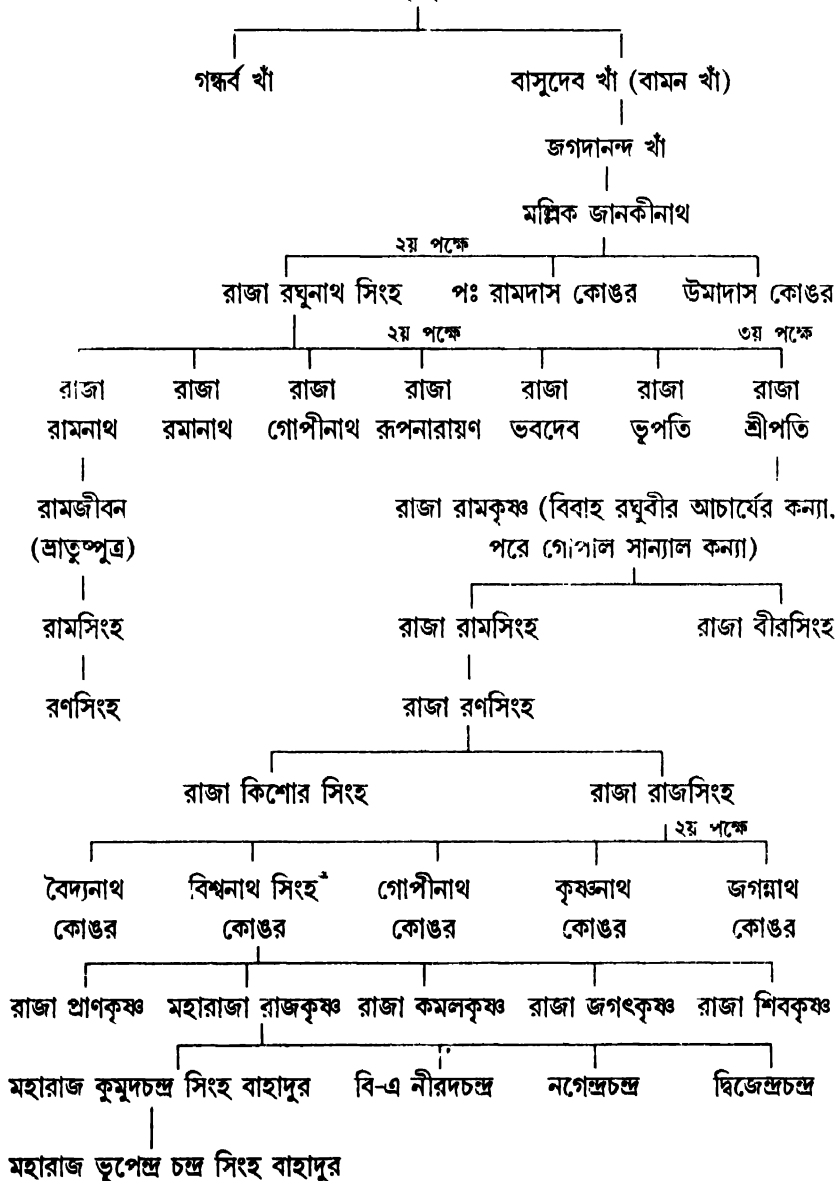 গন্ধর্ব খাঁ বাসুদেব খাঁ (বামন খাঁ)
জগদানন্দ খাঁ
মল্লিক জানকীনাথ
২য় পক্ষে
রাজা রঘুনাথ সিংহ পঃ রামদাস কোঙর উমাদাস কোঙর
২য় পক্ষে ৩য় পক্ষে
রাজা রাজা রাজা রাজা রাজা রাজা রাজা
রামনাথ রমানাথ গোপীনাথ রূপনারায়ণ ভবদেব ভূপতি শ্রীপতি
রামজীবন রাজা রামকৃষ্ণ (বিবাহ রঘুবীর আচার্যের কন্যা,
(ভ্রাতুষ্পুত্র) পরে গোপাল সান্যাল কন্যা)
রামসিংহ রাজা রামসিংহ রাজা বীরসিংহ
রণসিংহ রাজা রণসিংহ
রাজা কিশোর সিংহ রাজা রাজসিংহ
২য় পক্ষে
বৈদ্যনাথ বিশ্বনাথ সিংহ* গোপীনাথ কৃষ্ণনাথ জগন্নাথ
কোঙর কোঙর কোঙর কোঙর কোঙর
রাজা প্রাণকৃষ্ণ মহারাজা রাজকৃষ্ণ রাজা কমলকৃষ্ণ রাজা জগৎকৃষ্ণ রাজা শিবকৃষ্ণ
মহারাজ কুমুদচন্দ্র সিংহ বাহাদুর বি-এ নীরদচন্দ্র নগেন্দ্রচন্দ্র দ্বিজেন্দ্রচন্দ্র
মহারাজ ভূপেন্দ্র চন্দ্র সিংহ বাহাদুর